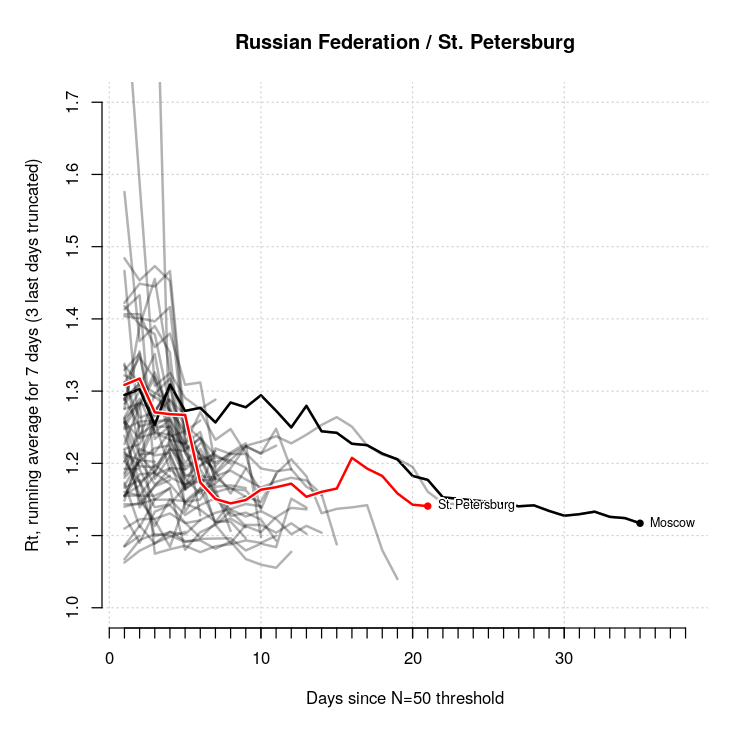 Russian Federation / St. Petersburg
Rt, running average for 7 days (3 last days truncated)
1.7
1.6
1.5
1.4
1.3
1.2
1.1
1.0
St. Petersburg
Moscow
0 10 20 30
Days since N=50 threshold